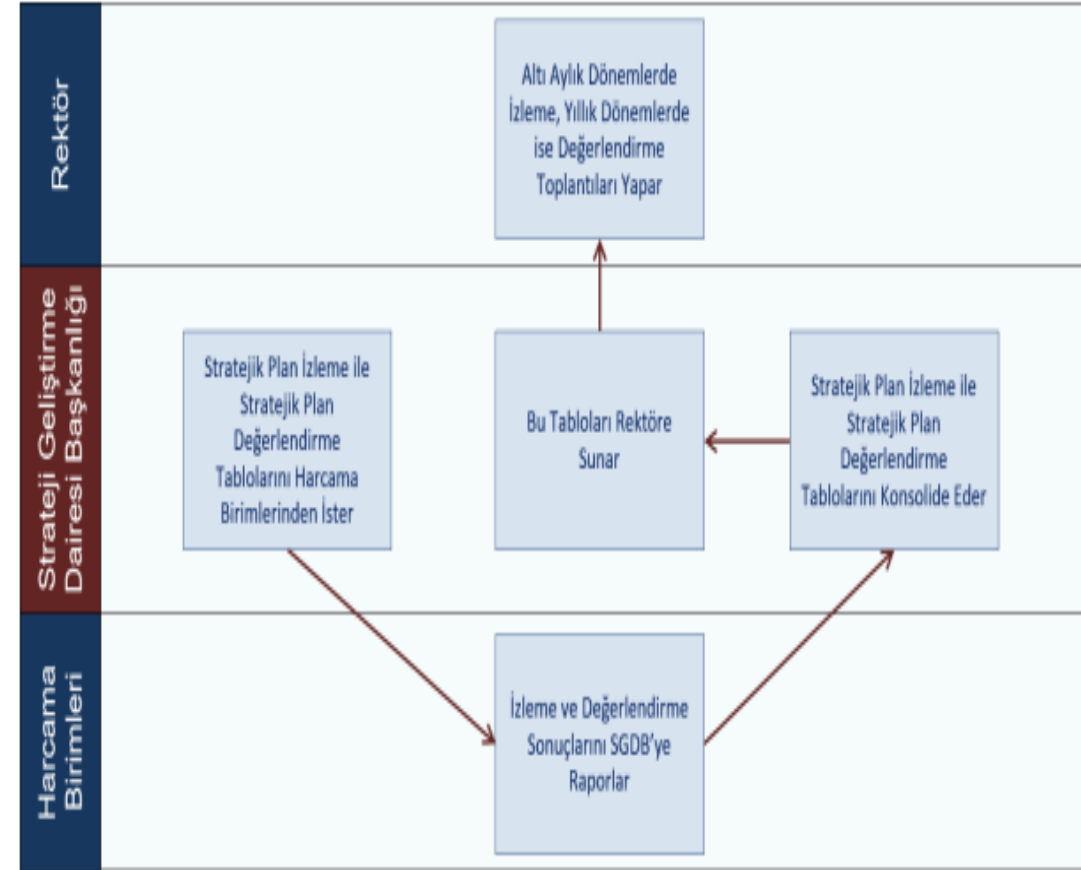 Rektör
Altı Aylık Dönemlerde
İzleme, Yıllık Dönemlerde
ise Değerlendirme
Toplantıları Yapar
Strateji Geliştirme
Dairesi Başkanlığı
Stratejik Plan İzleme ile
Stratejik Plan
Değerlendirme
Tablolarını Harcama
Birimlerinden İster
Bu Tabloları Rektöre
Sunar
Stratejik Plan İzleme ile
Stratejik Plan
Değerlendirme
Tablolarını Konsolide Eder
Harcama
Birimleri
İzleme ve Değerlendirme
Sonuçlarını SGDB'ye
Raporlar